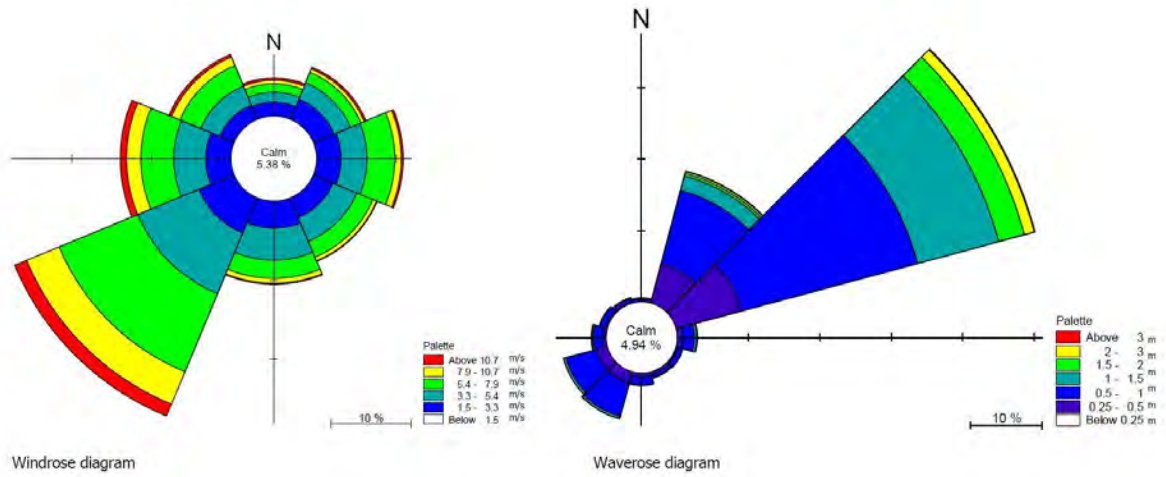 N
Calm
5.38 %
Palette
Above 10.7 m/s
7.9 - 10.7 m/s
5.4 - 7.9 m/s
3.3 - 5.4 m/s
1.5 - 3.3 m/s
Below 1.5 m/s
10 %
Windrose diagram
N
Calm
4.94 %
Palette
Above 3 m
2 - 3 m
1.5 - 2 m
1 - 1.5 m
0.5 - 1 m
0.25 - 0.5 m
Below 0.25 m
10 %
Waverose diagram